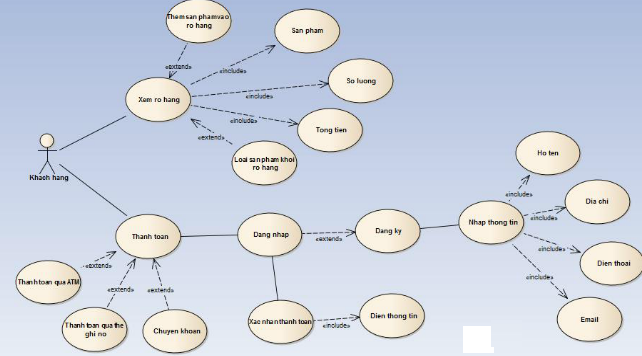 Them san pham vao
ro hang
San pham
«extend»
«include»
So luong
Xem ro hang
«include»
«include»
Tong tien
«extend»
Khach hang
Loai san pham khoi
ro hang
Ho ten
«include»
Dia chi
«include»
Thanh toan
Dang nhap
«extend»
Dang ky
Nhap thong tin
«include»
Dien thoai
«extend»
Thanh toan qua ATM
«extend»
«extend»
«include»
Thanh toan qua the
ghi no
Chuyen khoan
Xac nhan thanh toan
«include»
Dien thong tin
Email